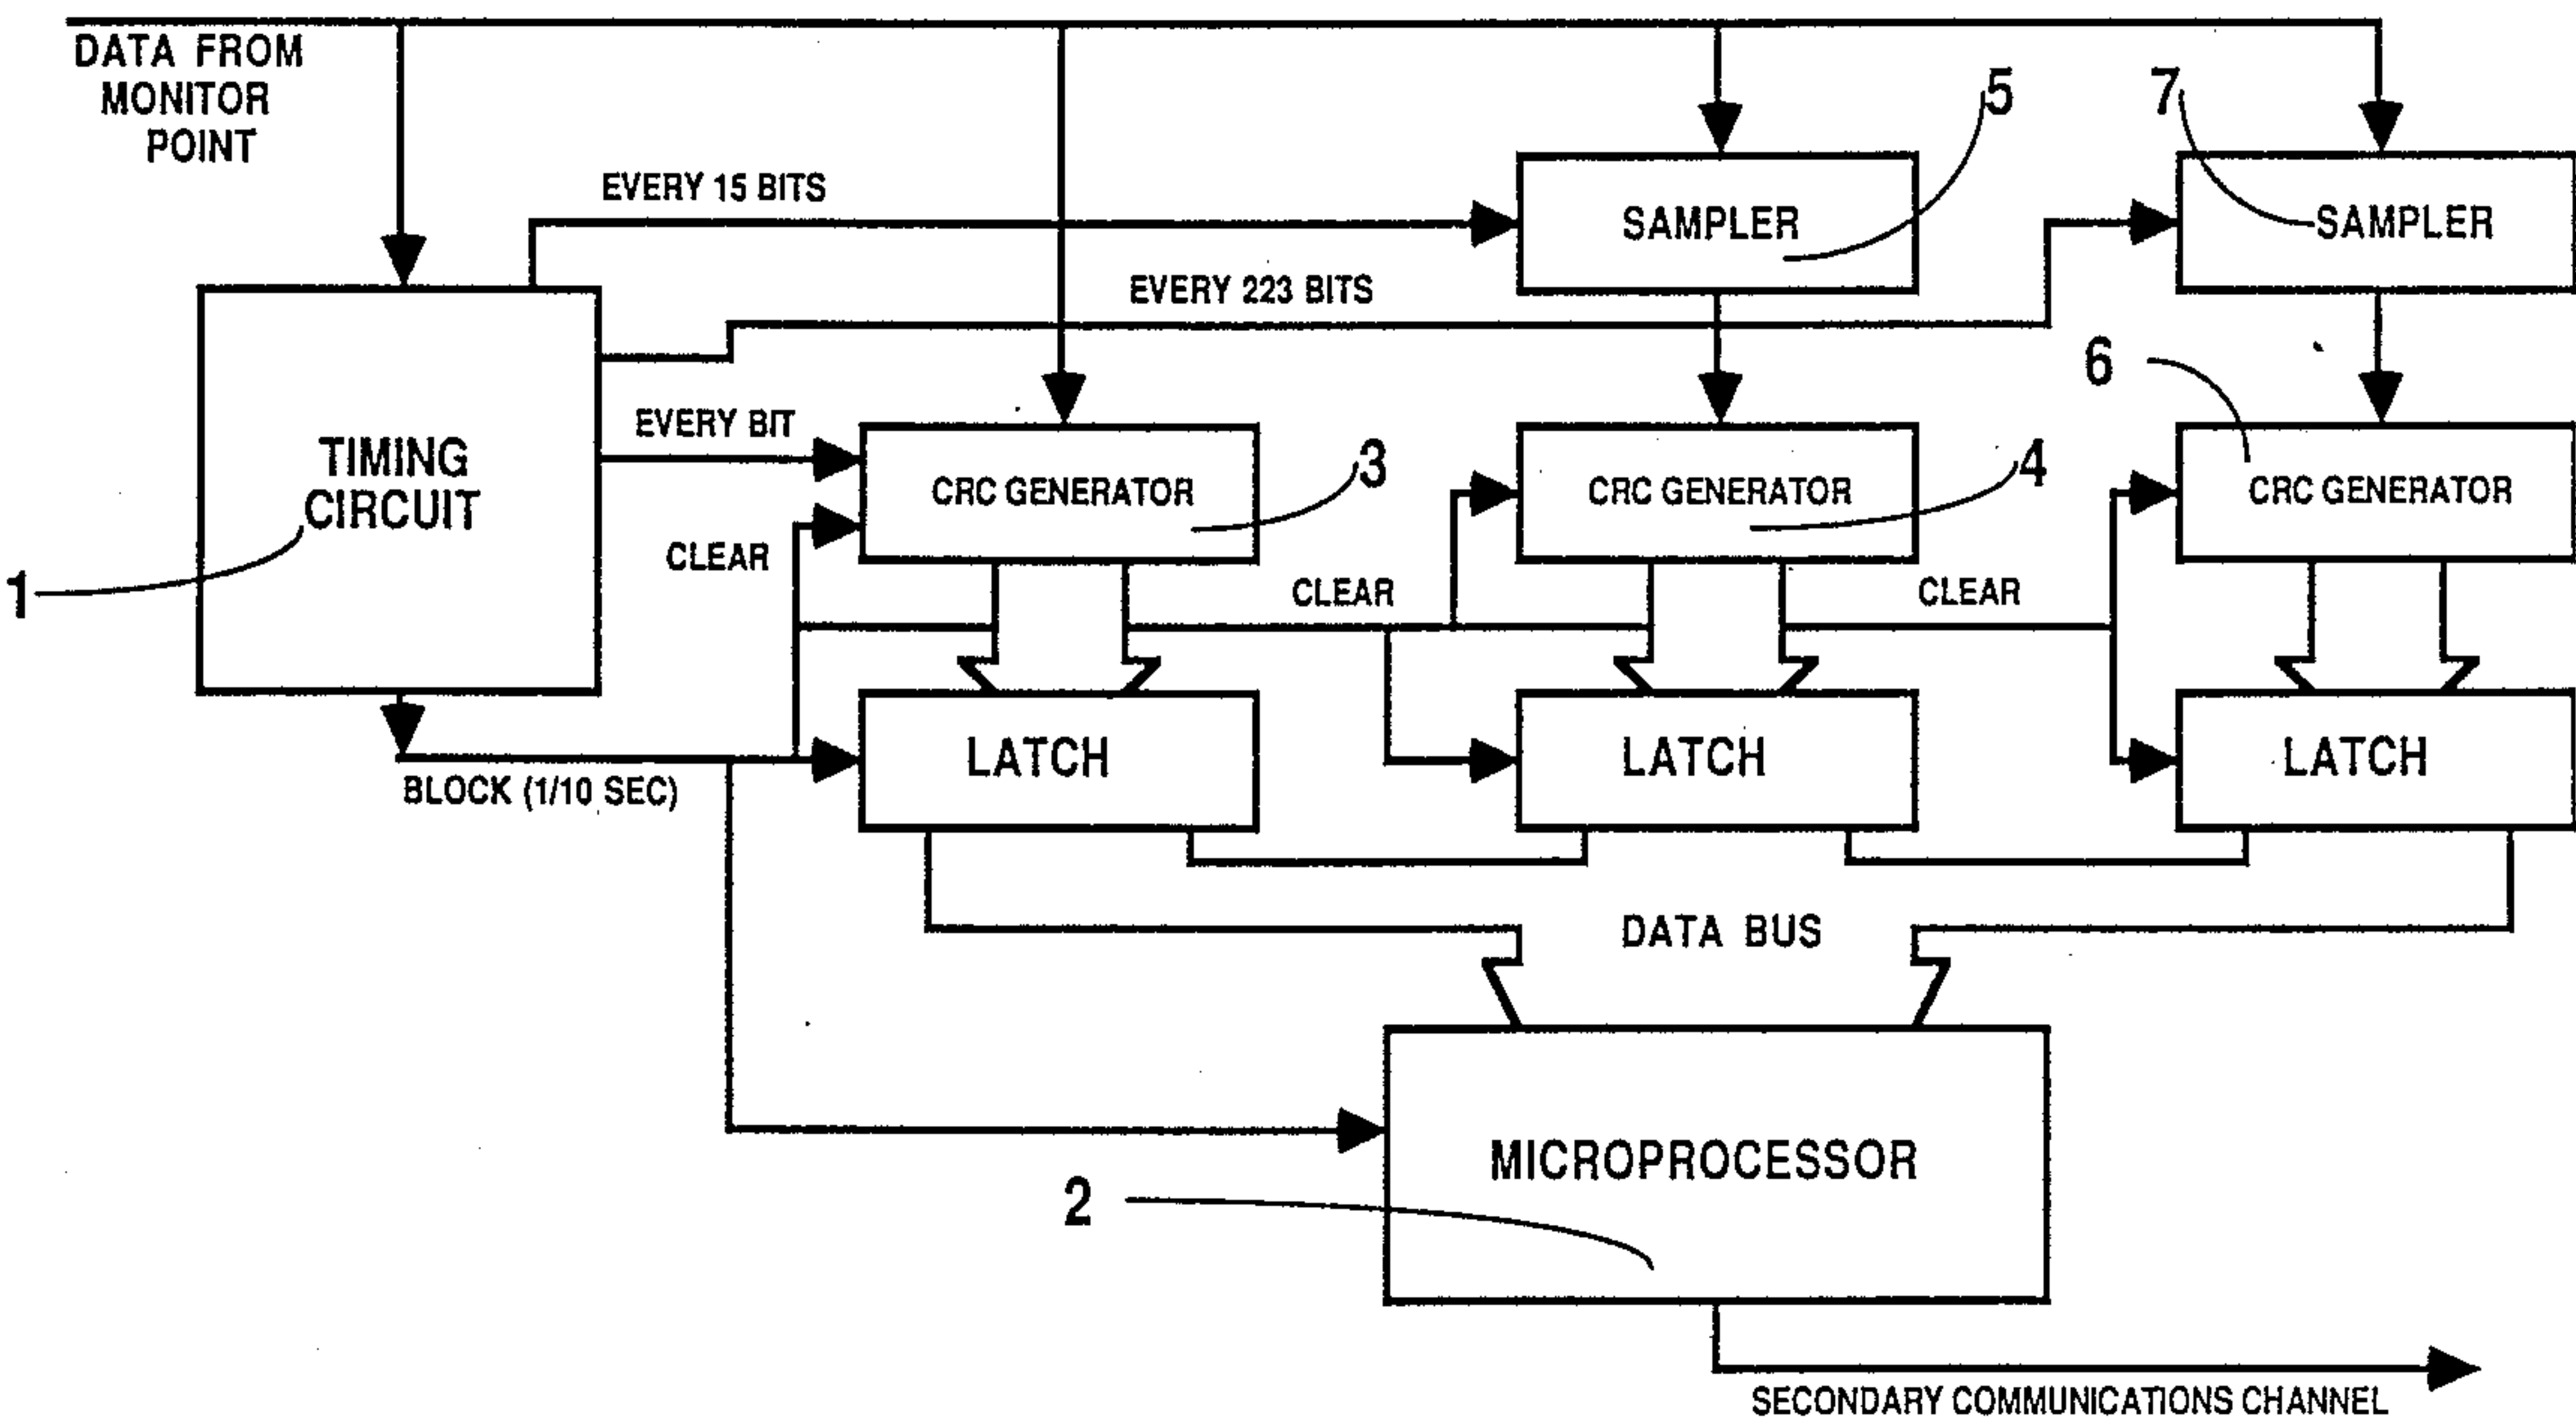 DATA FROM
MONITOR
POINT
5
7
EVERY 15 BITS
SAMPLER
SAMPLER
EVERY 223 BITS
6
EVERY BIT
TIMING
CIRCUIT
CRC GENERATOR
3
CRC GENERATOR
4
CRC GENERATOR
CLEAR
1
CLEAR
CLEAR
LATCH
LATCH
LATCH
BLOCK (1/10 SEC)
DATA BUS
MICROPROCESSOR
2
SECONDARY COMMUNICATIONS CHANNEL